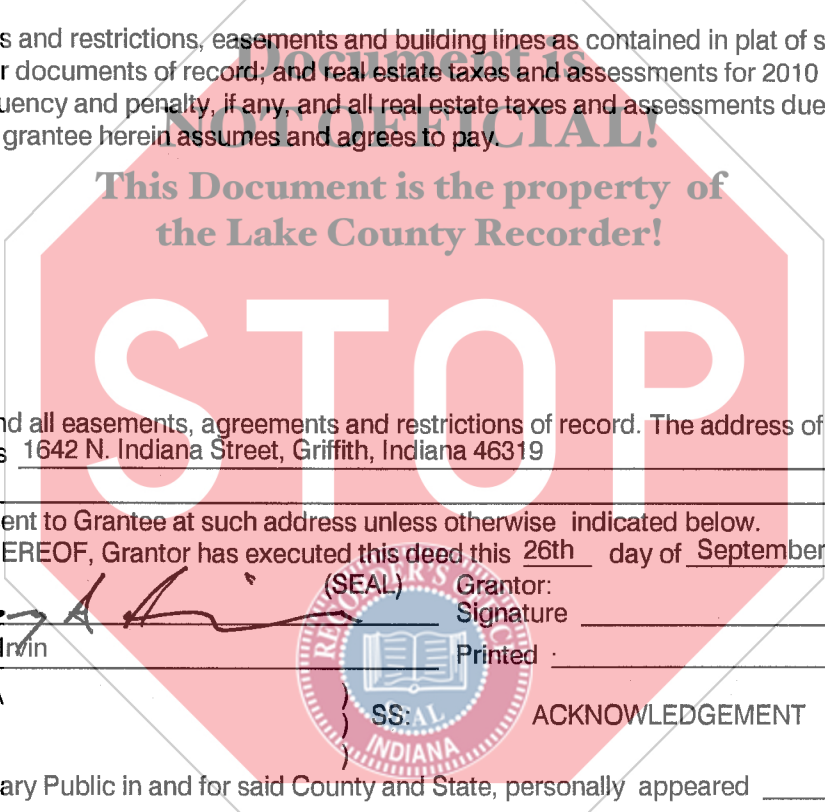 s and restrictions, easements and building lines as contained in plat of s
Document is
r documents of record; and real estate taxes and assessments for 2010
uency and penalty, if any, and all real estate taxes and assessments due
NOT OFFICIAL!
grantee herein assumes and agrees to pay.
This Document is the property of
the Lake County Recorder!
STOP
nd all easements, agreements and restrictions of record. The address of
s 1642 N. Indiana Street, Griffith, Indiana 46319
ent to Grantee at such address unless otherwise indicated below.
EREOF, Grantor has executed this deed this 26th day of September
(SEAL) Grantor:
Signature
Irwin Printed
) SS: ACKNOWLEDGEMENT
RECORDER'S
SEAL
INDIANA
ary Public in and for said County and State, personally appeared